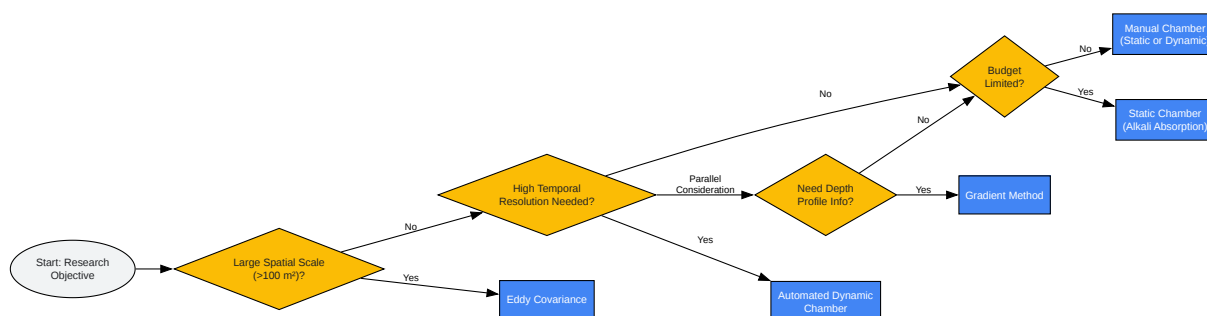 Start: Research
Objective
Large Spatial Scale
(>100 m²)?
No
Yes
Eddy Covariance
High Temporal
Resolution Needed?
No
Parallel
Consideration
Yes
Automated Dynamic
Chamber
Need Depth
Profile Info?
No
Yes
Gradient Method
Budget
Limited?
No
Yes
Manual Chamber
(Static or Dynamic)
Static Chamber
(Alkali Absorption)